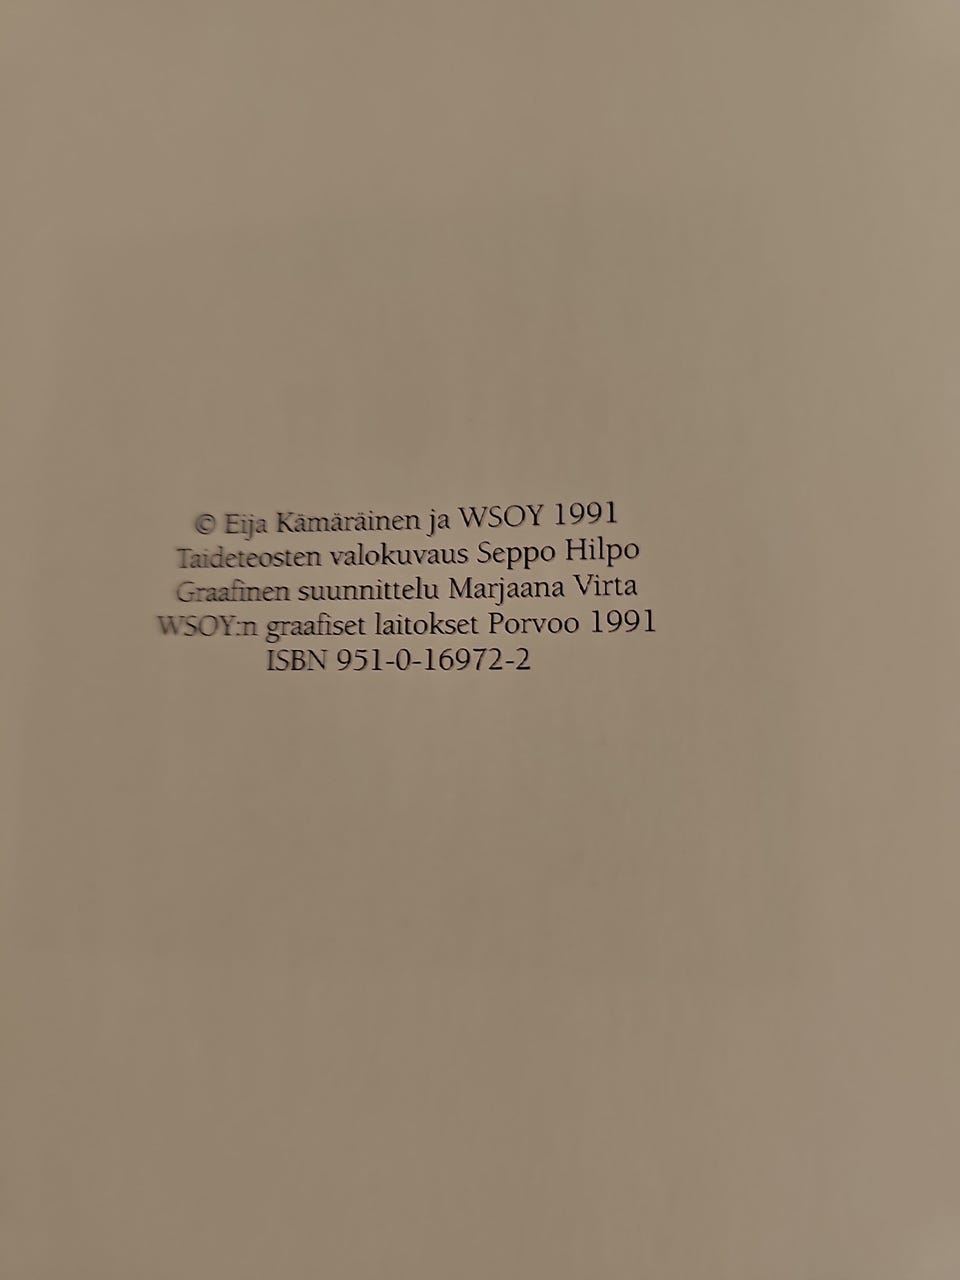 © Eija Kämäräinen ja WSOY 1991
Taideteosten valokuvaus Seppo Hilpo
Graafinen suunnittelu Marjaana Virta
WSOY:n graafiset laitokset Porvoo 1991
ISBN 951-0-16972-2